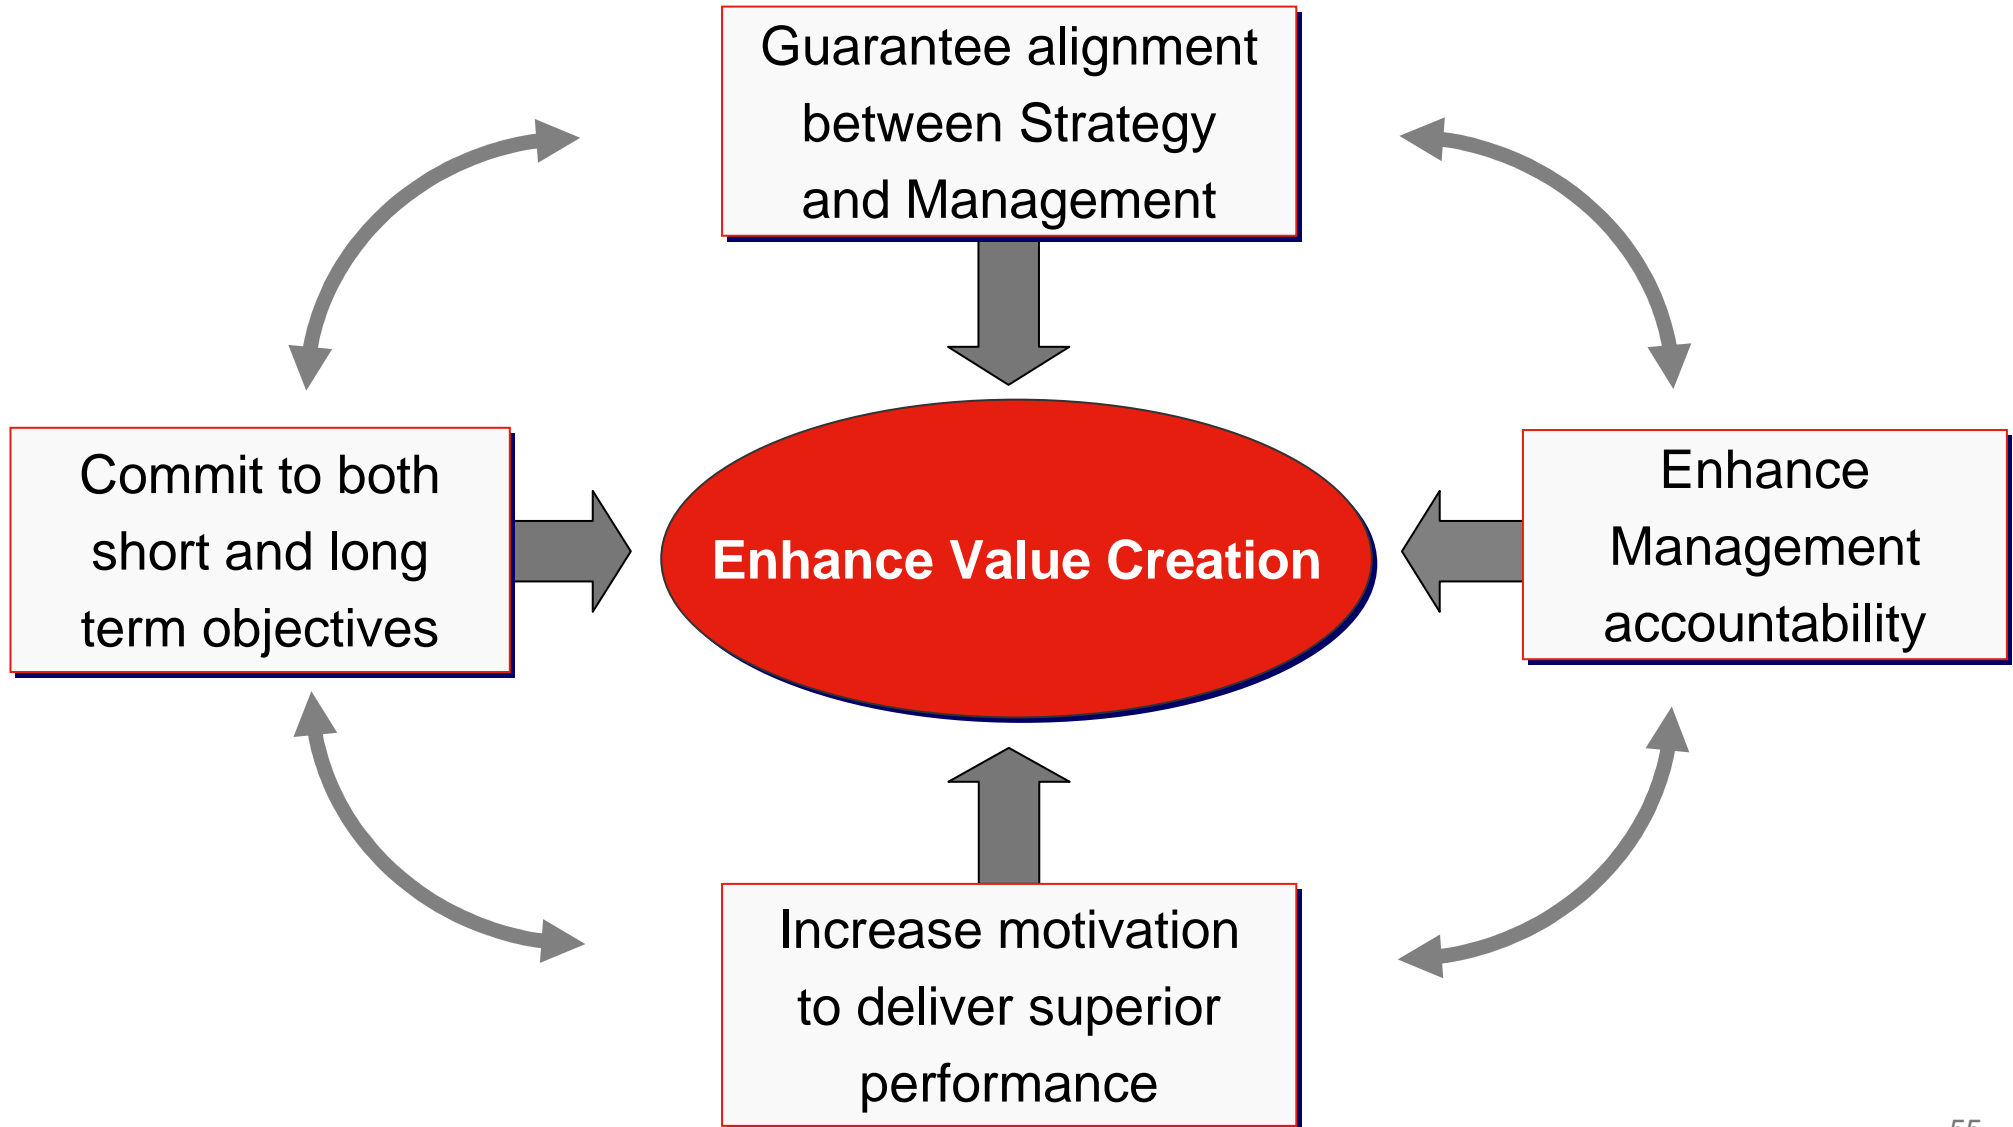 Guarantee alignment
between Strategy
and Management
Commit to both
short and long
term objectives
Enhance Value Creation
Enhance
Management
accountability
Increase motivation
to deliver superior
performance
55